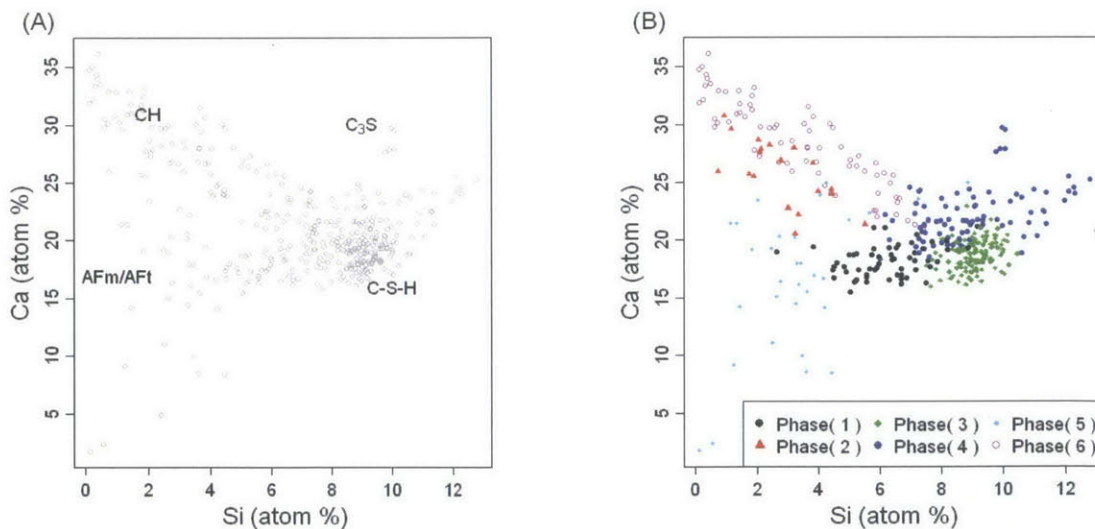 (A)
35
30
25
20
15
10
5
Ca (atom %)
CH
C3S
AFm/AFt
C-S-H
0 2 4 6 8 10 12
Si (atom %)
(B)
35
30
25
20
15
10
5
Ca (atom %)
Phase( 1 ) Phase( 3 ) Phase( 5 )
Phase( 2 ) Phase( 4 ) Phase( 6 )
0 2 4 6 8 10 12
Si (atom %)